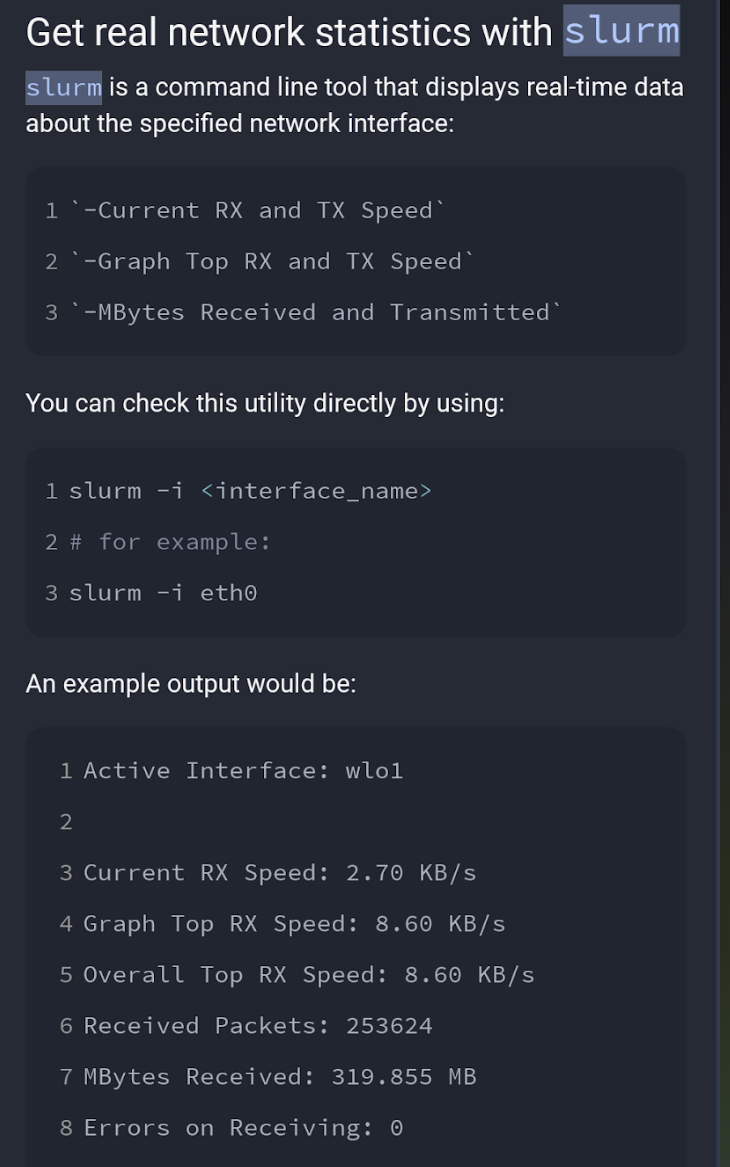 Get real network statistics with slurm
slurm is a command line tool that displays real-time data
about the specified network interface:
1 `-Current RX and TX Speed`
2 `-Graph Top RX and TX Speed`
3 `-MBytes Received and Transmitted`
You can check this utility directly by using:
1 slurm -i <interface_name>
2 # for example:
3 slurm -i eth0
An example output would be:
1 Active Interface: wlo1
2
3 Current RX Speed: 2.70 KB/s
4 Graph Top RX Speed: 8.60 KB/s
5 Overall Top RX Speed: 8.60 KB/s
6 Received Packets: 253624
7 MBytes Received: 319.855 MB
8 Errors on Receiving: 0